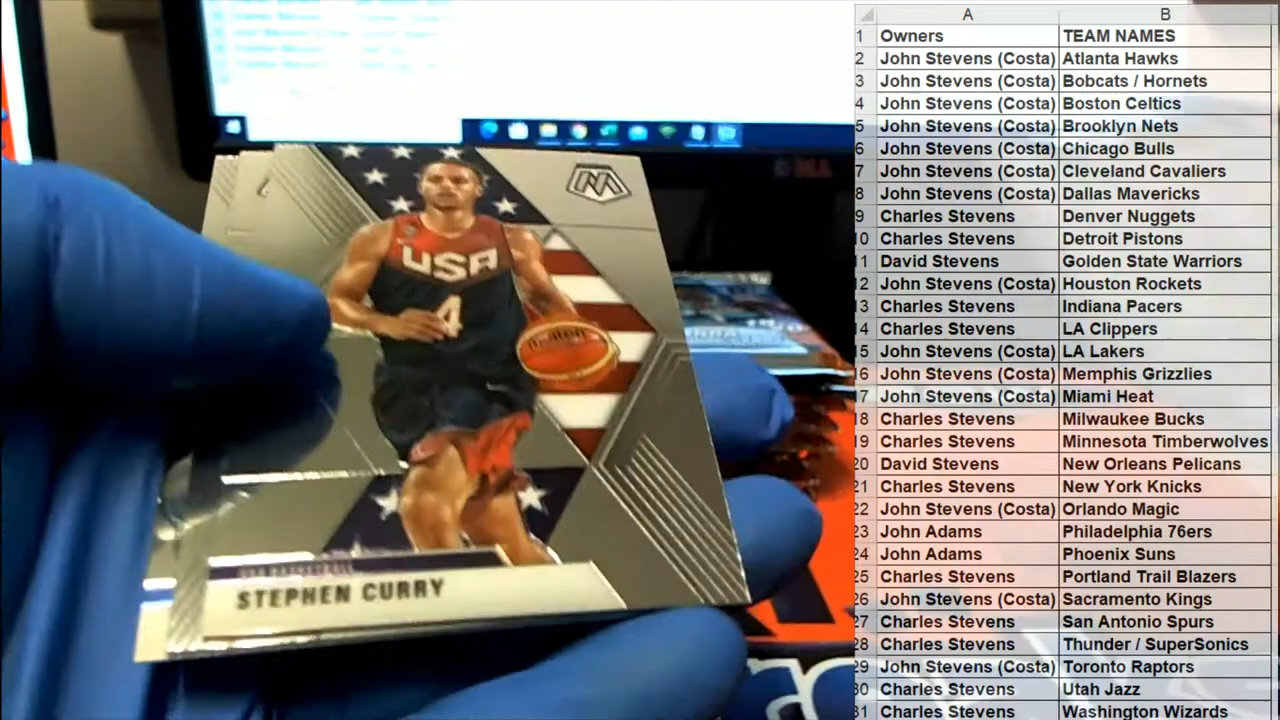 USA
4
STEPHEN CURRY
A B
1 Owners TEAM NAMES
2 John Stevens (Costa) Atlanta Hawks
3 John Stevens (Costa) Bobcats / Hornets
4 John Stevens (Costa) Boston Celtics
5 John Stevens (Costa) Brooklyn Nets
6 John Stevens (Costa) Chicago Bulls
7 John Stevens (Costa) Cleveland Cavaliers
8 John Stevens (Costa) Dallas Mavericks
9 Charles Stevens Denver Nuggets
10 Charles Stevens Detroit Pistons
11 David Stevens Golden State Warriors
12 John Stevens (Costa) Houston Rockets
13 Charles Stevens Indiana Pacers
14 Charles Stevens LA Clippers
15 John Stevens (Costa) LA Lakers
16 John Stevens (Costa) Memphis Grizzlies
17 John Stevens (Costa) Miami Heat
18 Charles Stevens Milwaukee Bucks
19 Charles Stevens Minnesota Timberwolves
20 David Stevens New Orleans Pelicans
21 Charles Stevens New York Knicks
22 John Stevens (Costa) Orlando Magic
23 John Adams Philadelphia 76ers
24 John Adams Phoenix Suns
25 Charles Stevens Portland Trail Blazers
26 John Stevens (Costa) Sacramento Kings
27 Charles Stevens San Antonio Spurs
28 Charles Stevens Thunder / SuperSonics
29 John Stevens (Costa) Toronto Raptors
30 Charles Stevens Utah Jazz
31 Charles Stevens Washington Wizards